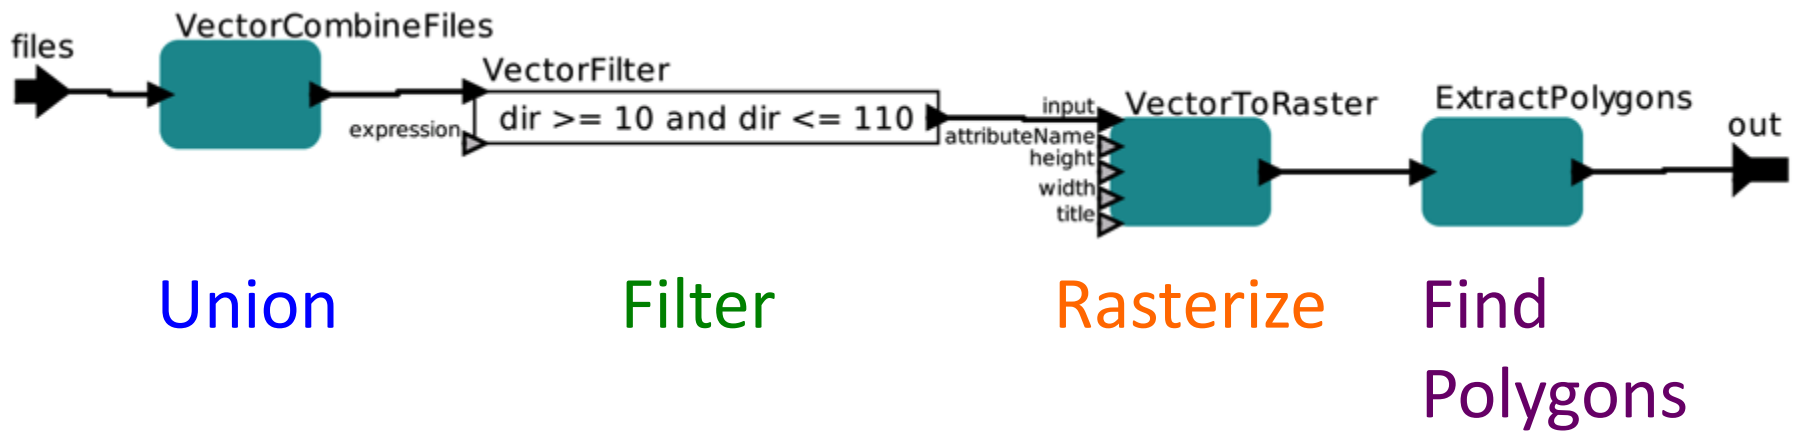 files
VectorCombineFiles
expression
VectorFilter
dir >= 10 and dir <= 110
input
attributeName
height
width
title
VectorToRaster
ExtractPolygons
out
Union
Filter
Rasterize
Find
Polygons